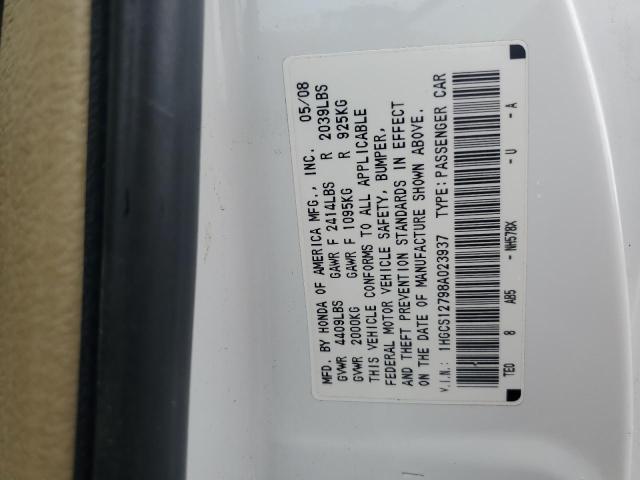 MFD. BY HONDA OF AMERICA MFG., INC. 05/08
GVWR 4409LBS GAWR F 2414LBS R 2039LBS
GVWR 2000KG GAWR F 1095KG R 925KG
THIS VEHICLE CONFORMS TO ALL APPLICABLE
FEDERAL MOTOR VEHICLE SAFETY, BUMPER,
AND THEFT PREVENTION STANDARDS IN EFFECT
ON THE DATE OF MANUFACTURE SHOWN ABOVE.
V.I.N.: 1HGCS12798A023937 TYPE: PASSENGER CAR
TE0 8 AB5 - NH578X - U - A